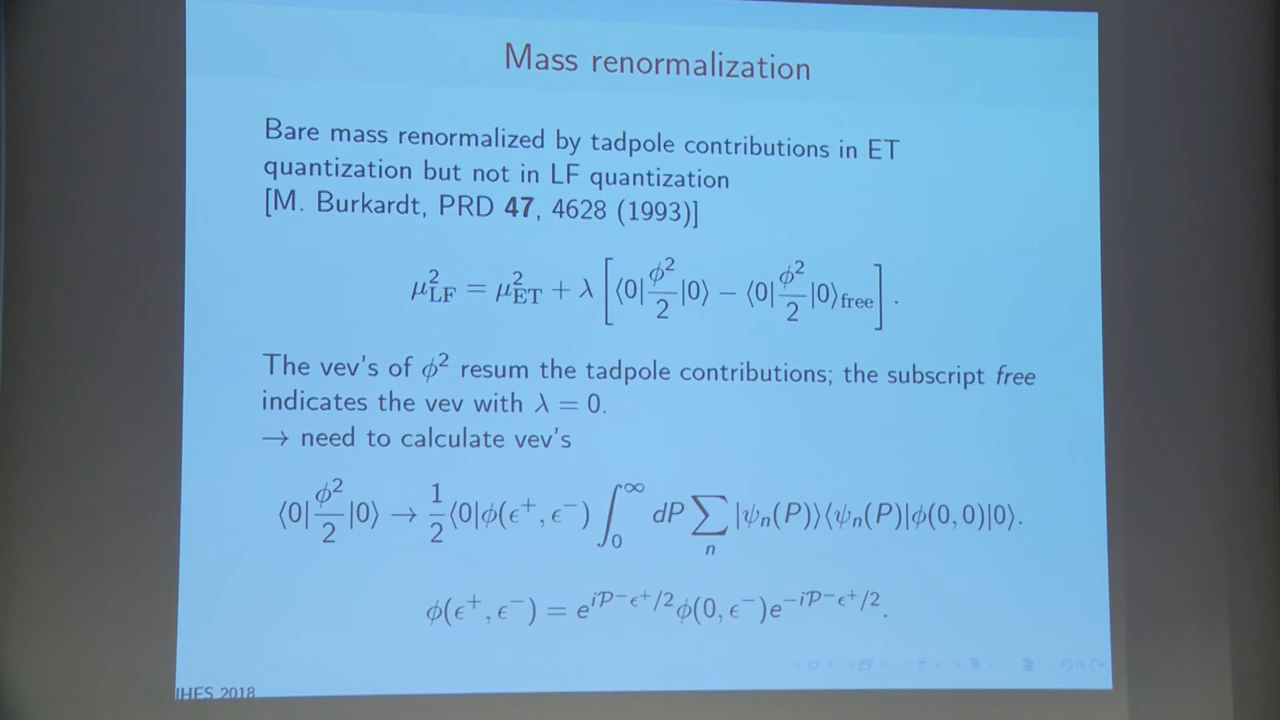 Mass renormalization
Bare mass renormalized by tadpole contributions in ET
quantization but not in LF quantization
[M. Burkardt, PRD 47, 4628 (1993)]
μ²_LF = μ²_ET + λ [⟨0|φ²/2|0⟩ − ⟨0|φ²/2|0⟩_free] .
The vev's of φ² resum the tadpole contributions; the subscript free
indicates the vev with λ = 0.
→ need to calculate vev's
⟨0|φ²/2|0⟩ → 1/2 ⟨0|φ(ϵ⁺, ϵ⁻) ∫₀^∞ dP ∑_n |ψ_n(P)⟩⟨ψ_n(P)|φ(0, 0)|0⟩.
φ(ϵ⁺, ϵ⁻) = e^{iP⁻ϵ⁺/2} φ(0, ϵ⁻) e^{−iP⁻ϵ⁺/2}.
IHES 2018